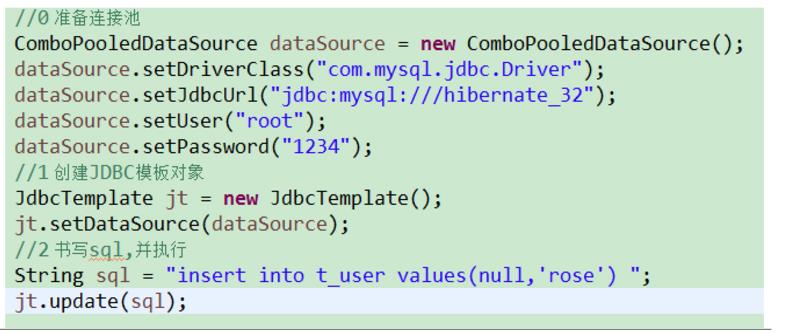 //0 准备连接池
ComboPooledDataSource dataSource = new ComboPooledDataSource();
dataSource.setDriverClass("com.mysql.jdbc.Driver");
dataSource.setJdbcUrl("jdbc:mysql:///hibernate_32");
dataSource.setUser("root");
dataSource.setPassword("1234");
//1 创建JDBC模板对象
JdbcTemplate jt = new JdbcTemplate();
jt.setDataSource(dataSource);
//2 书写sql,并执行
String sql = "insert into t_user values(null,'rose') ";
jt.update(sql);